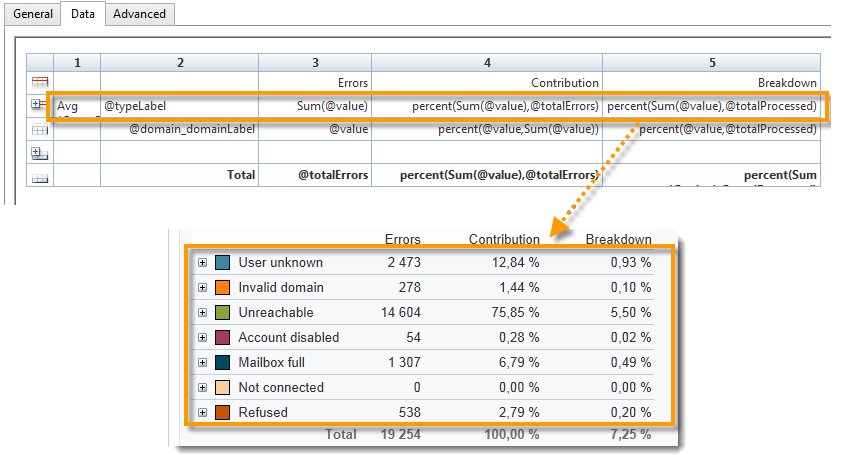 General Data Advanced
1 2 3 4 5
Errors Contribution Breakdown
Avg @typeLabel Sum(@value) percent(Sum(@value),@totalErrors) percent(Sum(@value),@totalProcessed)
@domain_domainLabel @value percent(@value,Sum(@value)) percent(@value,@totalProcessed)
Total @totalErrors percent(Sum(@value),@totalErrors) percent(Sum
Errors Contribution Breakdown
User unknown 2 473 12,84 % 0,93 %
Invalid domain 278 1,44 % 0,10 %
Unreachable 14 604 75,85 % 5,50 %
Account disabled 54 0,28 % 0,02 %
Mailbox full 1 307 6,79 % 0,49 %
Not connected 0 0,00 % 0,00 %
Refused 538 2,79 % 0,20 %
Total 19 254 100,00 % 7,25 %